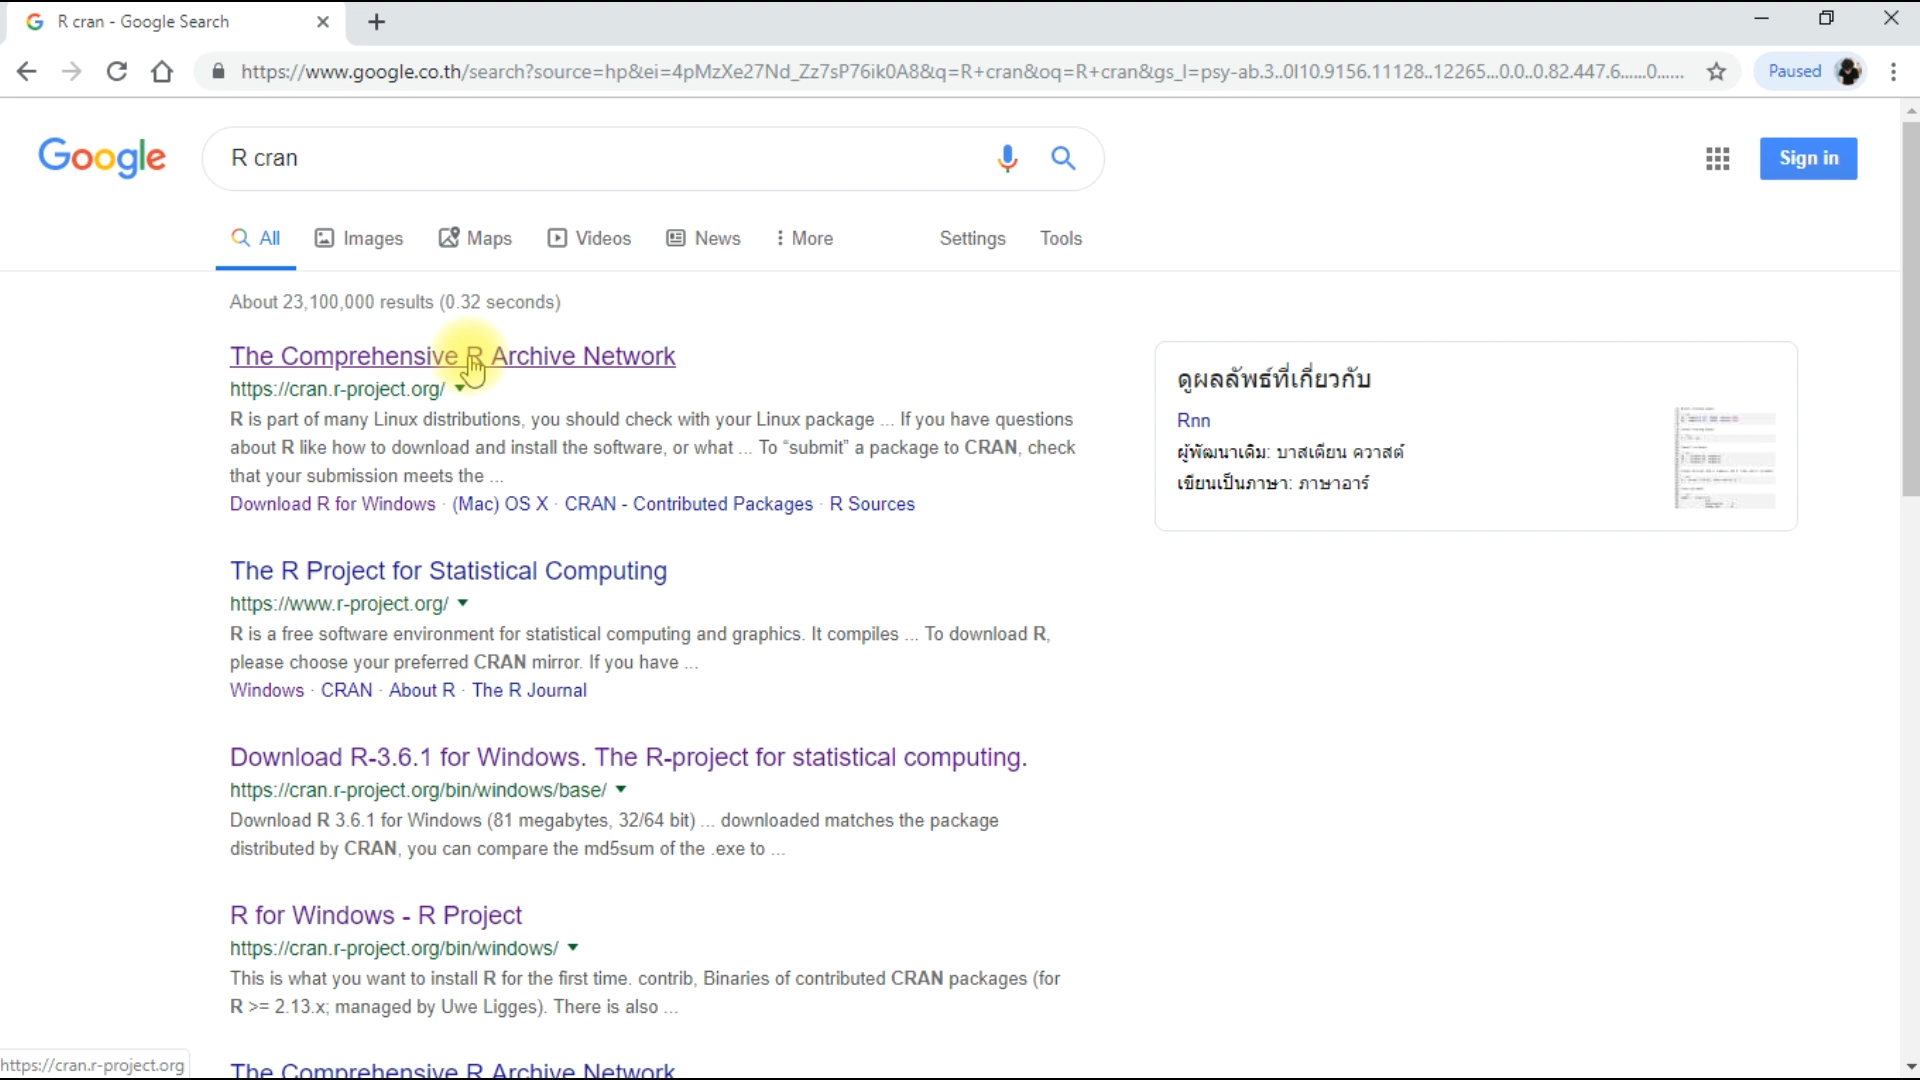 R cran - Google Search
https://www.google.co.th/search?source=hp&ei=4pMzXe27Nd_Zz7sP76ik0A8&q=R+cran&oq=R+cran&gs_l=psy-ab.3..0l10.9156.11128..12265...0.0..0.82.447.6......0......
Paused
Google
R cran
Sign in
All Images Maps Videos News More Settings Tools
About 23,100,000 results (0.32 seconds)
The Comprehensive R Archive Network
https://cran.r-project.org/
R is part of many Linux distributions, you should check with your Linux package ... If you have questions
about R like how to download and install the software, or what ... To “submit” a package to CRAN, check
that your submission meets the ...
Download R for Windows · (Mac) OS X · CRAN - Contributed Packages · R Sources
ดูผลลัพธ์ที่เกี่ยวกับ
Rnn
ผู้พัฒนาเดิม: บาสเตียน ควาสต์
เขียนเป็นภาษา: ภาษาอาร์
The R Project for Statistical Computing
https://www.r-project.org/
R is a free software environment for statistical computing and graphics. It compiles ... To download R,
please choose your preferred CRAN mirror. If you have ...
Windows · CRAN · About R · The R Journal
Download R-3.6.1 for Windows. The R-project for statistical computing.
https://cran.r-project.org/bin/windows/base/
Download R 3.6.1 for Windows (81 megabytes, 32/64 bit) ... downloaded matches the package
distributed by CRAN, you can compare the md5sum of the .exe to ...
R for Windows - R Project
https://cran.r-project.org/bin/windows/
This is what you want to install R for the first time. contrib, Binaries of contributed CRAN packages (for
R >= 2.13.x; managed by Uwe Ligges). There is also ...
The Comprehensive R Archive Network
https://cran.r-project.org